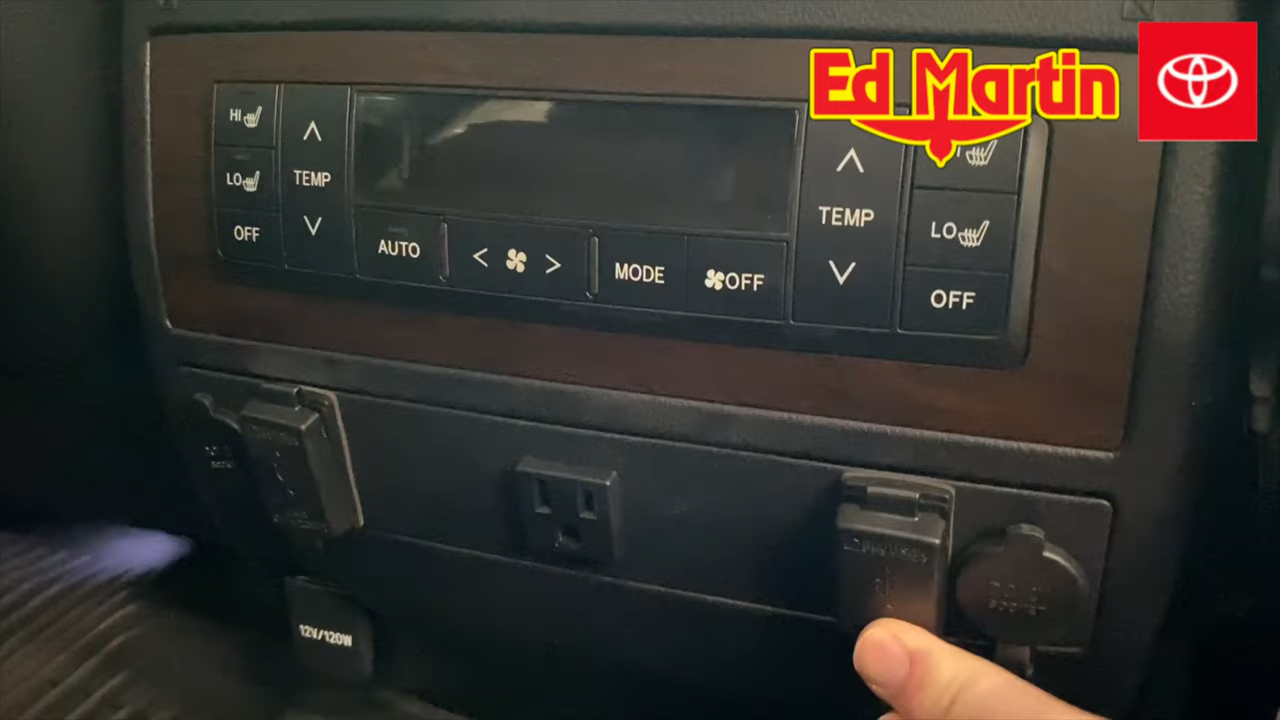 Ed Martin
HI
LO
OFF
TEMP
AUTO
MODE
OFF
TEMP
LO
OFF
12V/120W